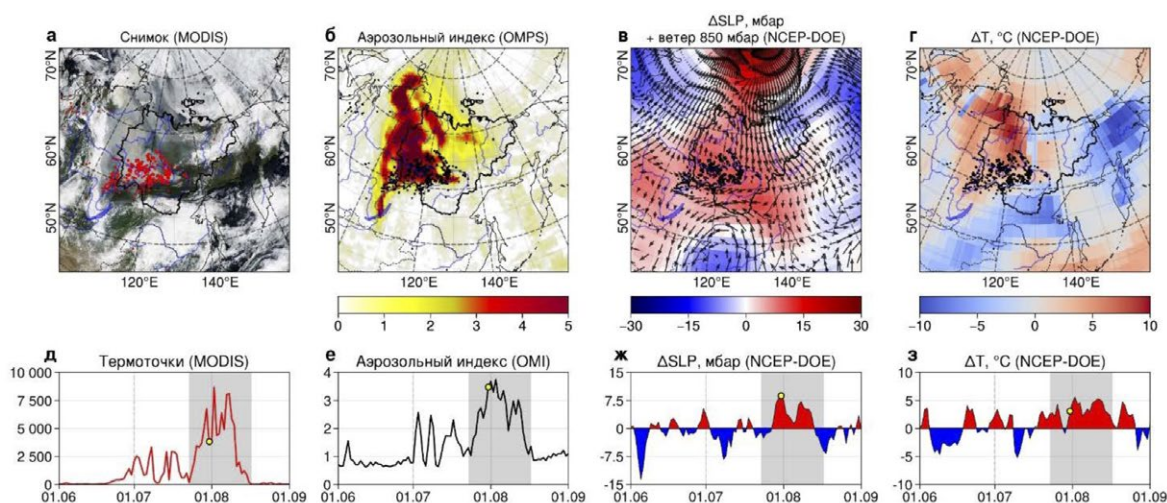 а
Снимок (MODIS)
70°N
60°N
50°N
120°E 140°E
б
Аэрозольный индекс (OMPS)
70°N
60°N
50°N
120°E 140°E
0 1 2 3 4 5
в
ΔSLP, мбар
+ ветер 850 мбар (NCEP-DOE)
70°N
60°N
50°N
120°E 140°E
−30 −15 0 15 30
г
ΔT, °C (NCEP-DOE)
70°N
60°N
50°N
120°E 140°E
−10 −5 0 5 10
д
Термоточки (MODIS)
10 000
7 500
5 000
2 500
0
01.06 01.07 01.08 01.09
е
Аэрозольный индекс (OMI)
4
3
2
1
0
01.06 01.07 01.08 01.09
ж
ΔSLP, мбар (NCEP-DOE)
15
7.5
0
-7.5
-15
01.06 01.07 01.08 01.09
з
ΔT, °C (NCEP-DOE)
10
5
0
-5
-10
01.06 01.07 01.08 01.09